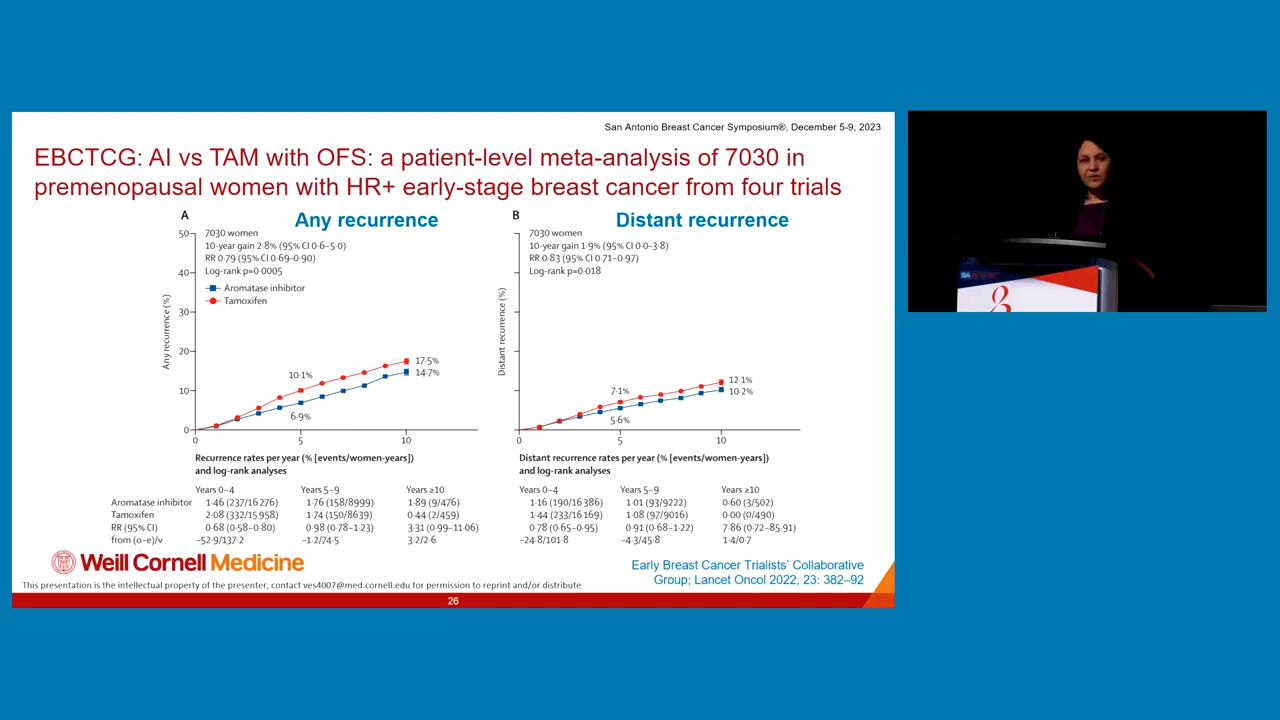 San Antonio Breast Cancer Symposium®, December 5-9, 2023
EBCTCG: AI vs TAM with OFS: a patient-level meta-analysis of 7030 in
premenopausal women with HR+ early-stage breast cancer from four trials
A
Any recurrence
7030 women
10-year gain 2·8% (95% CI 0·6–5·0)
RR 0·79 (95% CI 0·69–0·90)
Log-rank p=0·0005
Aromatase inhibitor
Tamoxifen
Any recurrence (%)
50
40
30
20
10
0
10·1%
6·9%
17·5%
14·7%
0
5
10
Recurrence rates per year (% [events/women-years])
and log-rank analyses
Years 0–4 Years 5–9 Years ≥10
Aromatase inhibitor 1·46 (237/16 276) 1·76 (158/8999) 1·89 (9/476)
Tamoxifen 2·08 (332/15 958) 1·74 (150/8639) 0·44 (2/459)
RR (95% CI) 0·68 (0·58–0·80) 0·98 (0·78–1·23) 3·31 (0·99–11·06)
from (o–e)/v –52·9/137·2 –1·2/74·5 3·2/2·6
B
Distant recurrence
7030 women
10-year gain 1·9% (95% CI 0·0–3·8)
RR 0·83 (95% CI 0·71–0·97)
Log-rank p=0·018
Distant recurrence (%)
7·1%
5·6%
12·1%
10·2%
0
5
10
Distant recurrence rates per year (% [events/women-years])
and log-rank analyses
Years 0–4 Years 5–9 Years ≥10
1·16 (190/16 386) 1·01 (93/9222) 0·60 (3/502)
1·44 (233/16 169) 1·08 (97/9016) 0·00 (0/490)
0·78 (0·65–0·95) 0·91 (0·68–1·22) 7·86 (0·72–85·91)
–24·8/101·8 –4·3/45·8 1·4/0·7
Weill Cornell Medicine
Early Breast Cancer Trialists' Collaborative
Group; Lancet Oncol 2022; 23: 382–92
This presentation is the intellectual property of the presenter, contact ves4007@med.cornell.edu for permission to reprint and/or distribute
26